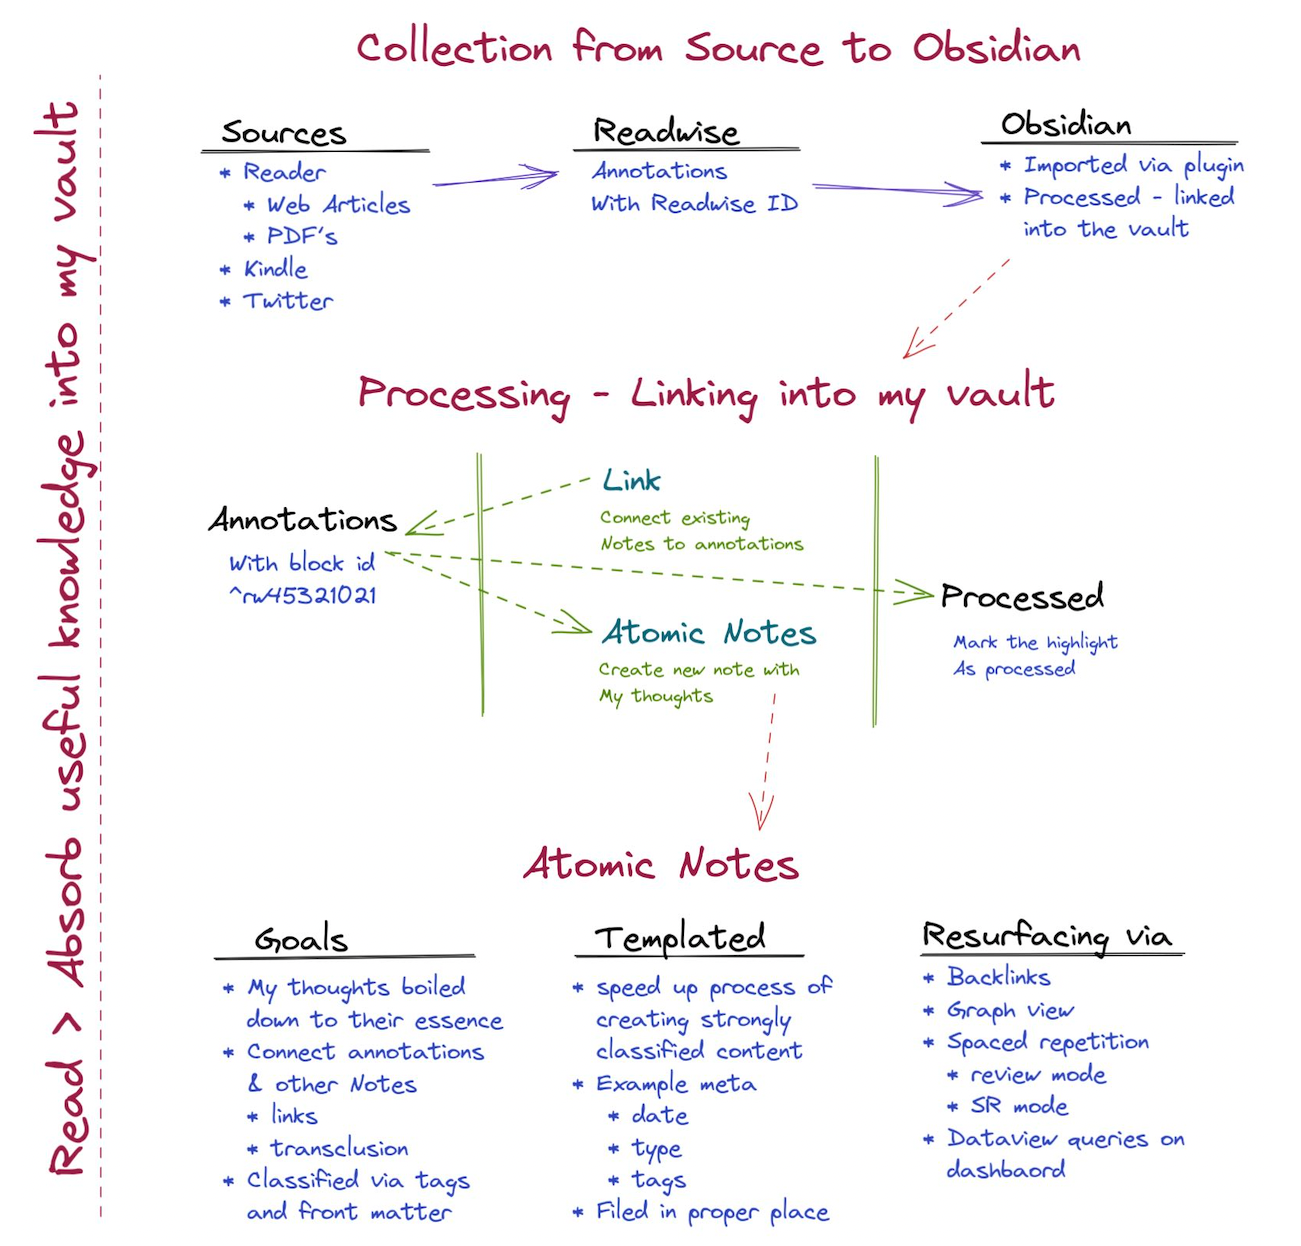 Collection from Source to Obsidian
Read > Absorb useful knowledge into my vault
Sources
* Reader
* Web Articles
* PDF's
* Kindle
* Twitter
Readwise
Annotations
With Readwise ID
Obsidian
* Imported via plugin
* Processed - linked
into the vault
Processing - Linking into my vault
Annotations
With block id
^rw45321021
Link
Connect existing
Notes to annotations
Atomic Notes
Create new note with
My thoughts
Processed
Mark the highlight
As processed
Atomic Notes
Goals
* My thoughts boiled
down to their essence
* Connect annotations
& other Notes
* links
* transclusion
* Classified via tags
and front matter
Templated
* speed up process of
creating strongly
classified content
* Example meta
* date
* type
* tags
* Filed in proper place
Resurfacing via
* Backlinks
* Graph view
* Spaced repetition
* review mode
* SR mode
* Dataview queries on
dashbaord